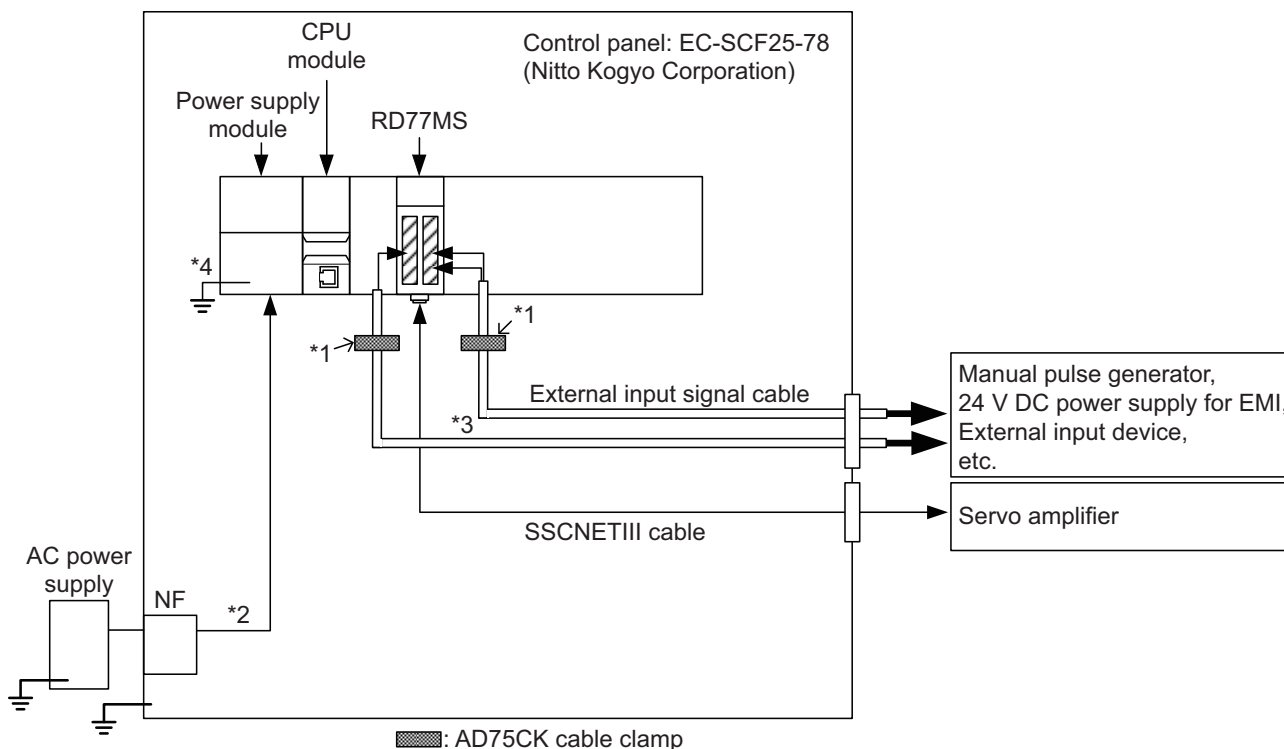 CPU
module
Control panel: EC-SCF25-78
(Nitto Kogyo Corporation)
Power supply
module
RD77MS
*4
*1
*1
External input signal cable
*3
Manual pulse generator,
24 V DC power supply for EMI,
External input device,
etc.
SSCNETIII cable
Servo amplifier
AC power
supply
NF
*2
: AD75CK cable clamp